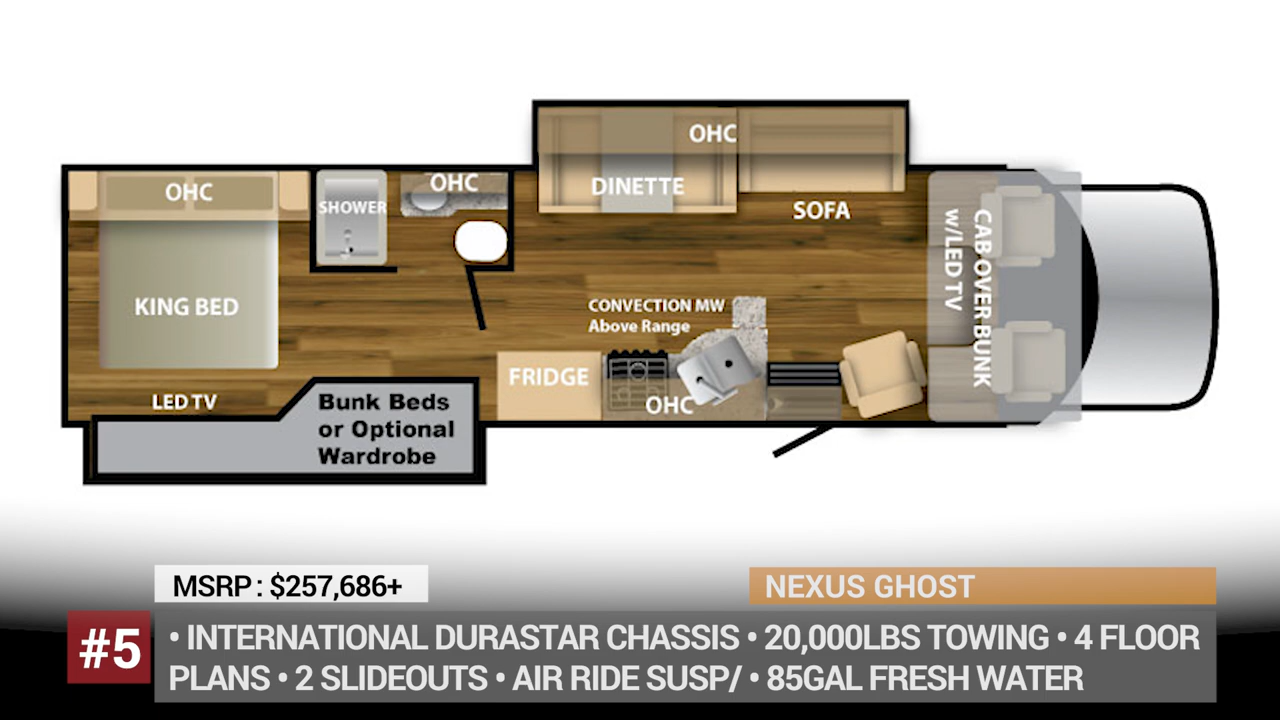 OHC
OHC
OHC
SHOWER
DINETTE
SOFA
CAB OVER BUNK
w/LED TV
KING BED
CONVECTION MW
Above Range
FRIDGE
OHC
LED TV
Bunk Beds
or Optional
Wardrobe
MSRP : $257,686+
NEXUS GHOST
#5
• INTERNATIONAL DURASTAR CHASSIS • 20,000LBS TOWING • 4 FLOOR
PLANS • 2 SLIDEOUTS • AIR RIDE SUSP/ • 85GAL FRESH WATER